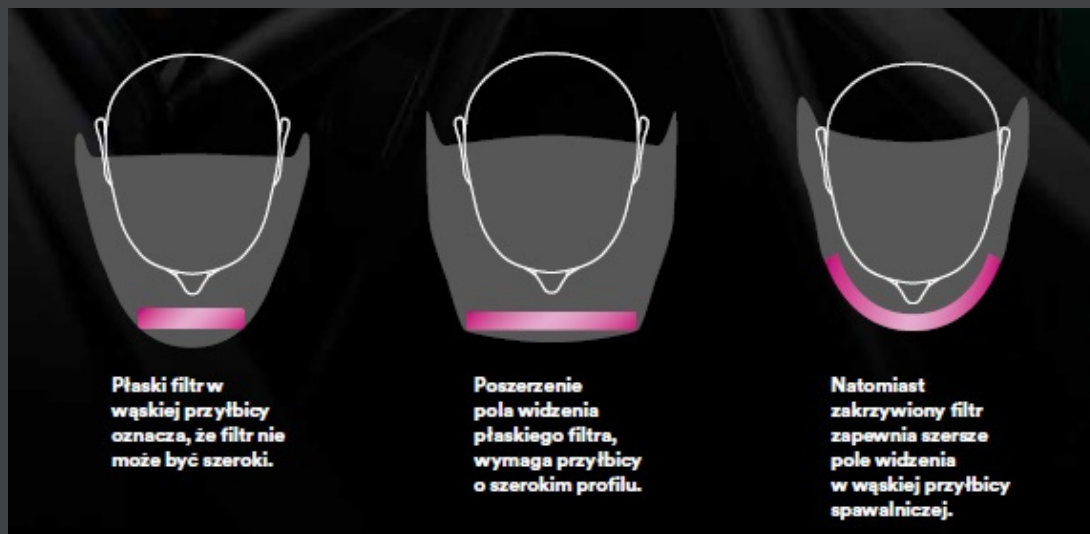 Płaski filtr w
wąskiej przyłbicy
oznacza, że filtr nie
może być szeroki.
Poszerzenie
pola widzenia
płaskiego filtra,
wymaga przyłbicy
o szerokim profilu.
Natomiast
zakrzywiony filtr
zapewnia szersze
pole widzenia
w wąskiej przyłbicy
spawalniczej.